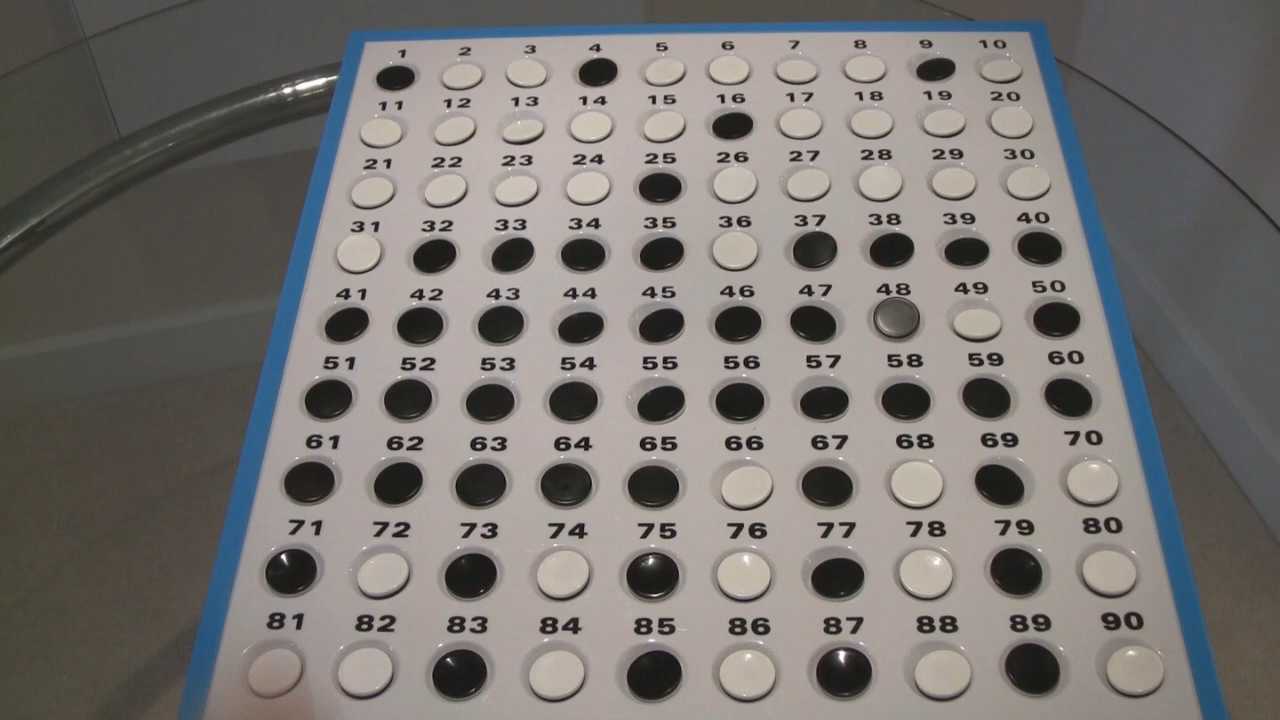 1 2 3 4 5 6 7 8 9 10
11 12 13 14 15 16 17 18 19 20
21 22 23 24 25 26 27 28 29 30
31 32 33 34 35 36 37 38 39 40
41 42 43 44 45 46 47 48 49 50
51 52 53 54 55 56 57 58 59 60
61 62 63 64 65 66 67 68 69 70
71 72 73 74 75 76 77 78 79 80
81 82 83 84 85 86 87 88 89 90